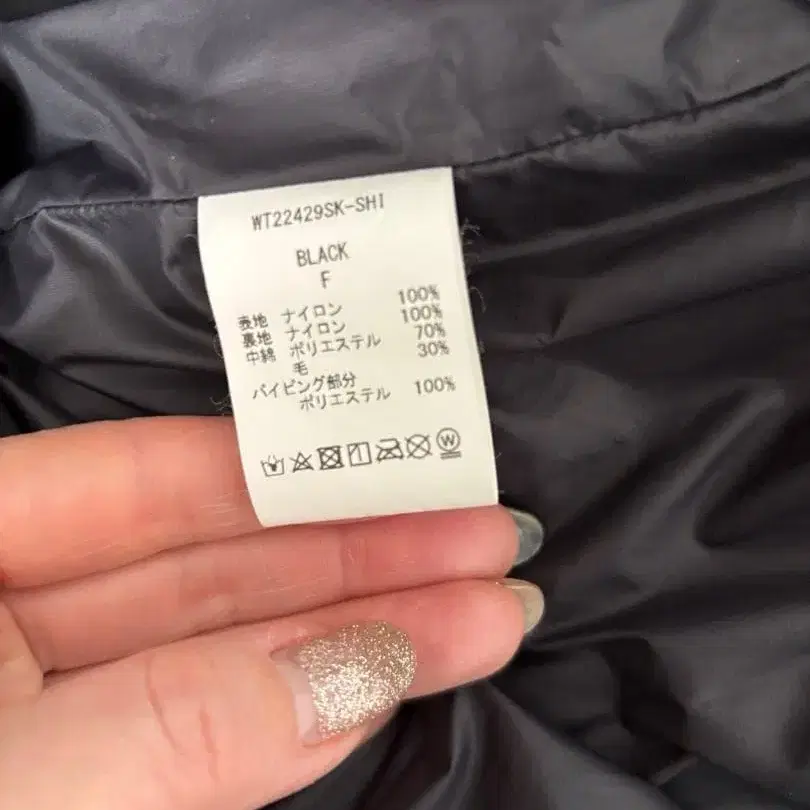 WT22429SK-SHI
BLACK
F
表地 ナイロン 100%
裏地 ナイロン 100%
中綿 ポリエステル 70%
毛 30%
パイピング部分
ポリエステル 100%
W